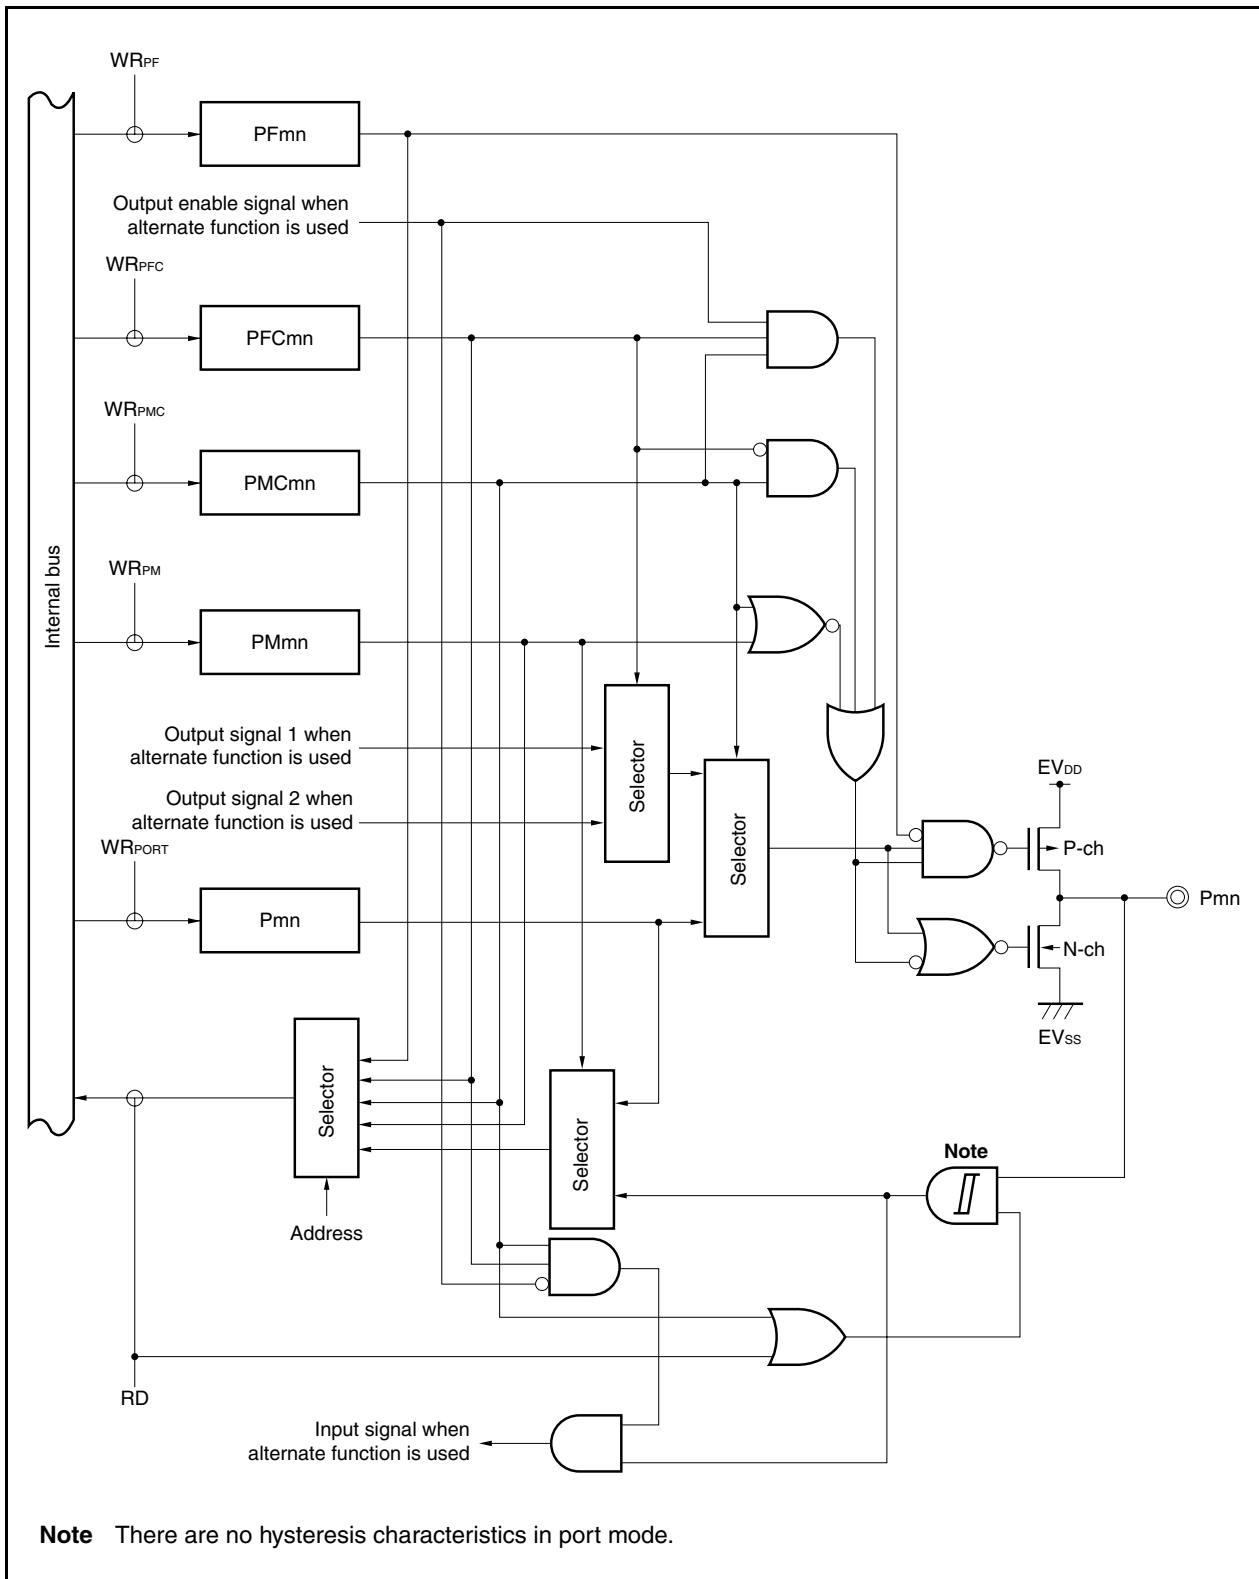 WRPF
PFmn
Output enable signal when
alternate function is used
WRPFC
PFCmn
WRPMC
PMCmn
Internal bus
WRPM
PMmn
Output signal 1 when
alternate function is used
Selector
Output signal 2 when
alternate function is used
Selector
EVDD
P-ch
WRPORT
Pmn
Pmn
N-ch
EVSS
Selector
Selector
Note
Address
RD
Input signal when
alternate function is used
Note There are no hysteresis characteristics in port mode.